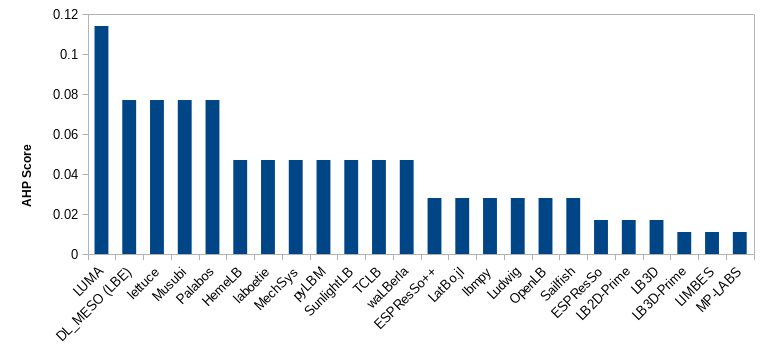 0.12
0.1
0.08
0.06
0.04
0.02
0
AHP Score
LUMA
DL_MESO (LBE)
lettuce
Musubi
Palabos
HemeLB
laboetie
MechSys
pyLBM
SunlightLB
TCLB
waLBerla
ESPResSo++
LatBo.jl
lbmpy
Ludwig
OpenLB
Sailfish
ESPResSo
LB2D-Prime
LB3D
LB3D-Prime
LIMBES
MP-LABS